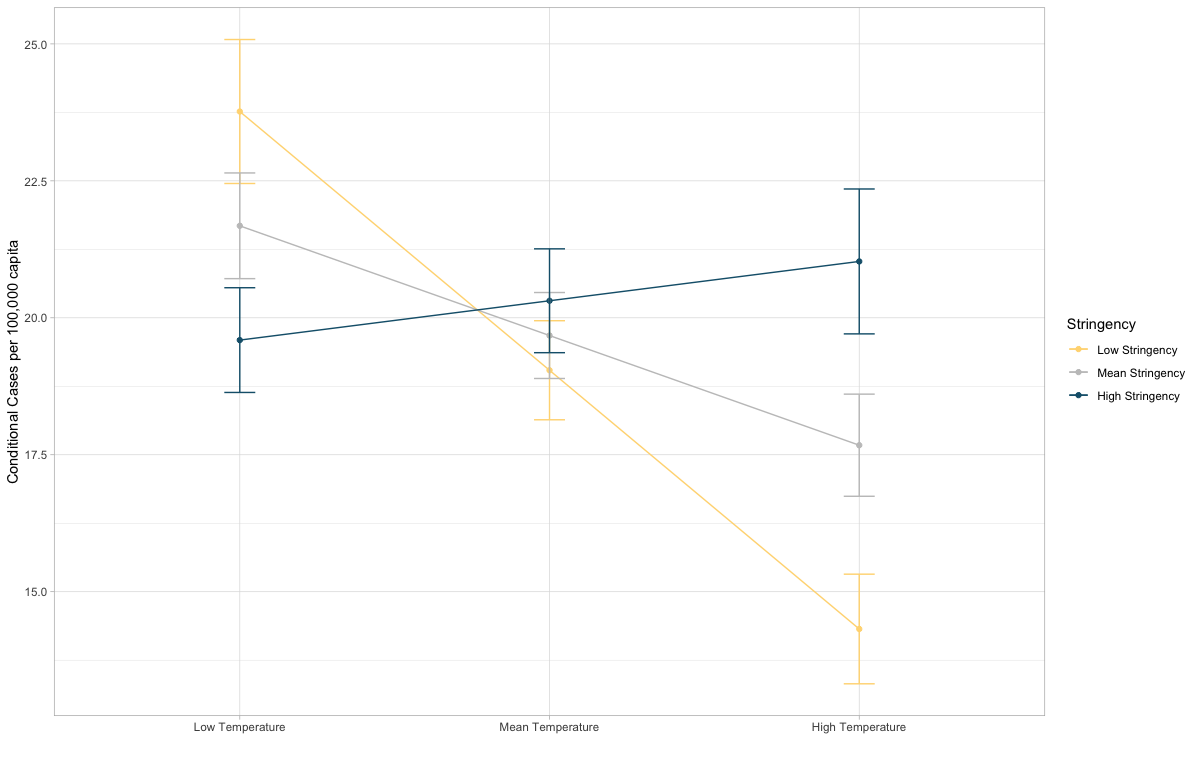 Conditional Cases per 100,000 capita
25.0
22.5
20.0
17.5
15.0
Low Temperature
Mean Temperature
High Temperature
Stringency
Low Stringency
Mean Stringency
High Stringency